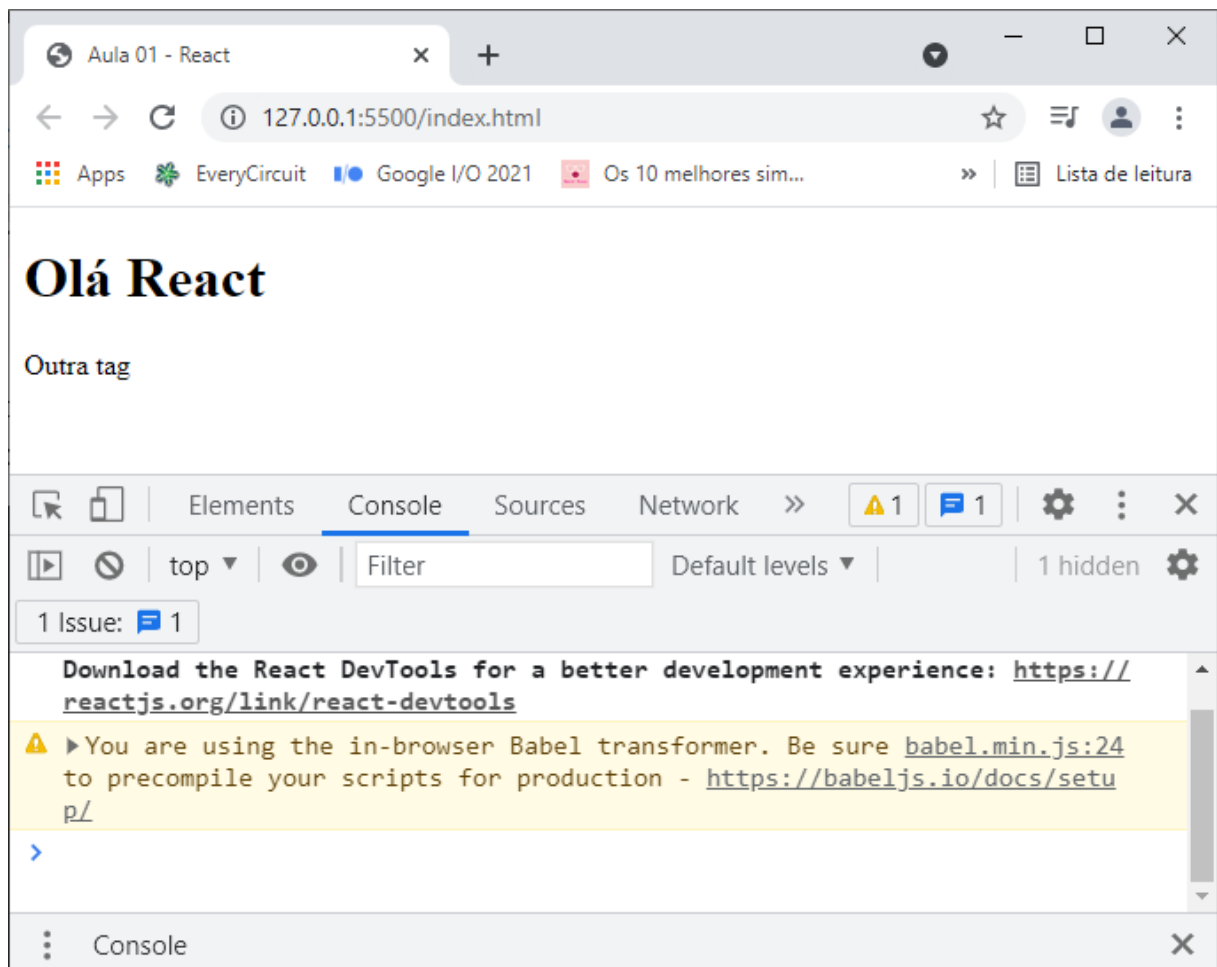 Aula 01 - React
127.0.0.1:5500/index.html
Apps EveryCircuit Google I/O 2021 Os 10 melhores sim... » Lista de leitura
Olá React
Outra tag
Elements Console Sources Network » 1 1
top Filter Default levels 1 hidden
1 Issue: 1
Download the React DevTools for a better development experience: https://
reactjs.org/link/react-devtools
You are using the in-browser Babel transformer. Be sure babel.min.js:24
to precompile your scripts for production - https://babeljs.io/docs/setu
p/
Console